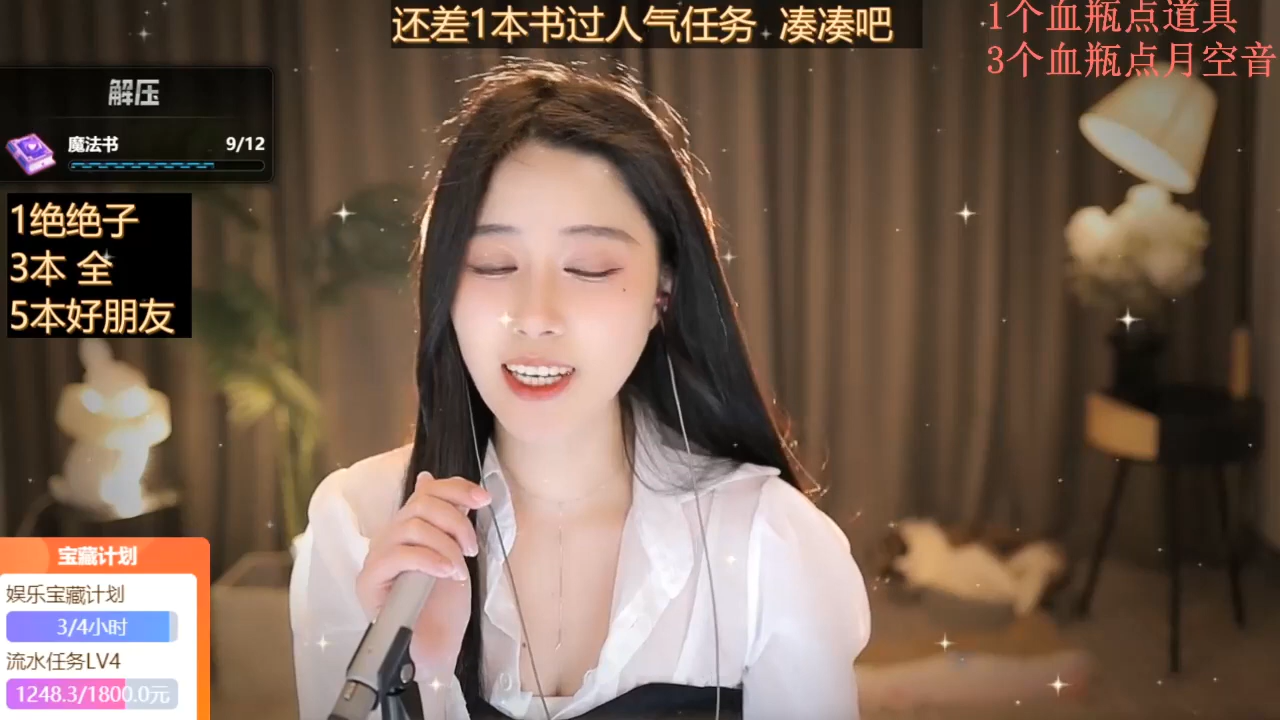 还差1本书过人气任务 凑凑吧
1个血瓶点道具
3个血瓶点月空音
解压
魔法书 9/12
1绝绝子
3本 全
5本好朋友
宝藏计划
娱乐宝藏计划
3/4小时
流水任务LV4
1248.3/1800.0元